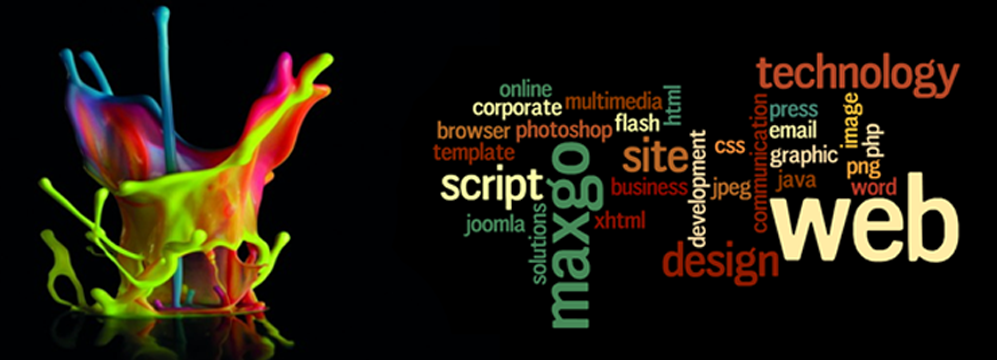 online
corporate
multimedia
html
browser
photoshop
flash
template
script
joomla
solutions
maxgo
xhtml
site
business
development
css
jpeg
design
technology
communication
press
email
image
php
graphic
png
java
word
web